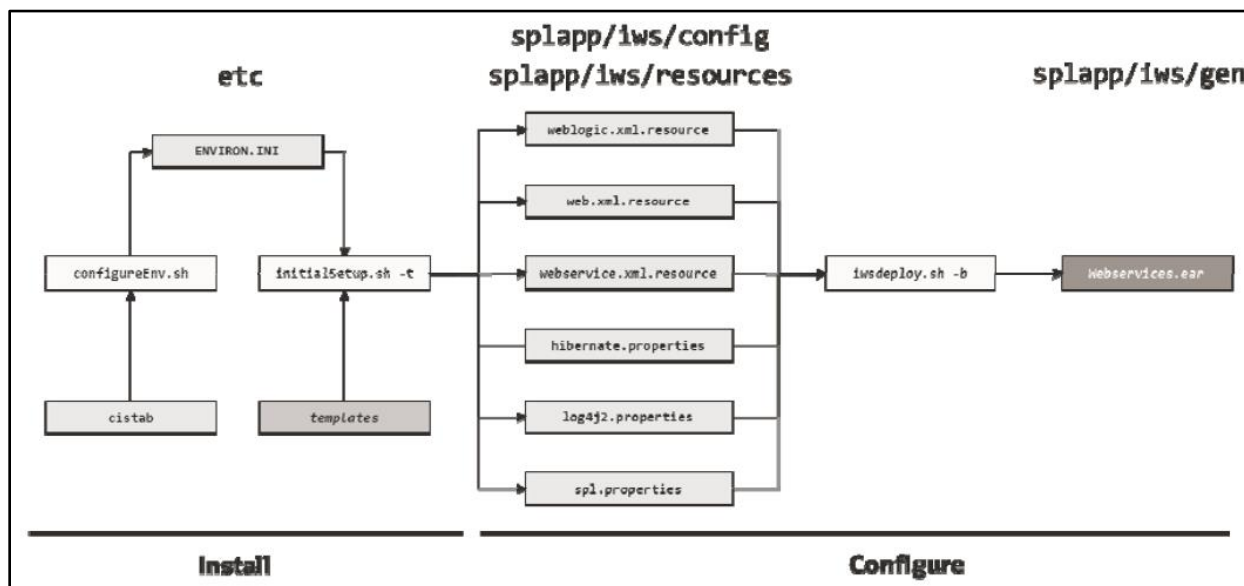 etc
splapp/iws/config
splapp/iws/resources
splapp/iws/gen
ENVIRON.INI
configureEnv.sh
cistab
initialSetup.sh -t
templates
weblogic.xml.resource
web.xml.resource
webservice.xml.resource
hibernate.properties
log4j2.properties
spl.properties
iwsdeploy.sh -b
Webservices.ear
Install
Configure